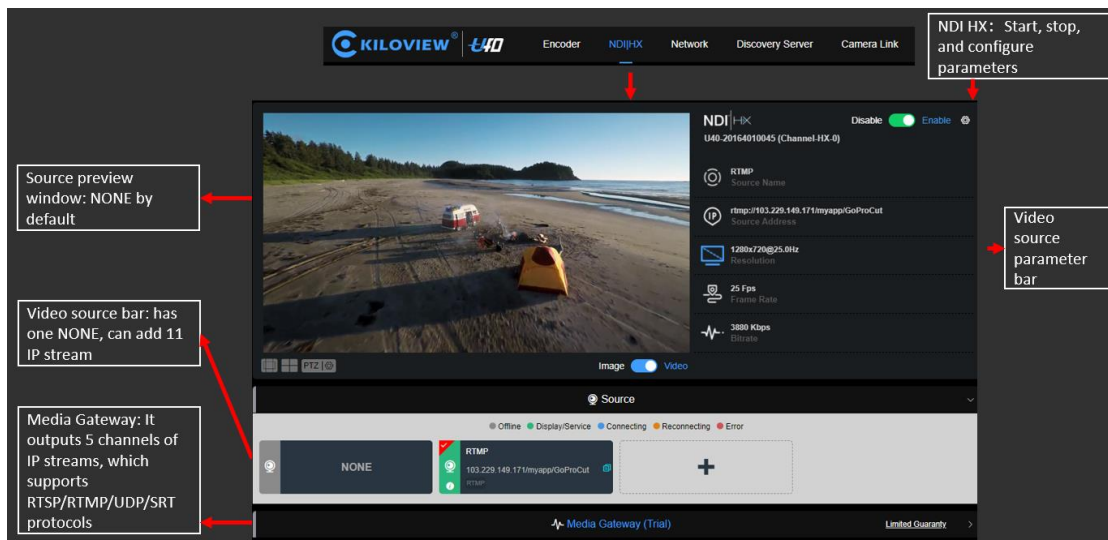 KILOVIEW® U40
Encoder NDI|HX Network Discovery Server Camera Link
NDI HX: Start, stop,
and configure
parameters
Source preview
window: NONE by
default
NDI|HX
Disable Enable
U40-20164010045 (Channel-HX-0)
RTMP
Source Name
IP
rtmp://103.229.149.171/myapp/GoProCut
Source Address
1280x720@25.0Hz
Resolution
25 Fps
Frame Rate
3880 Kbps
Bitrate
Video
source
parameter
bar
PTZ
Image Video
Video source bar: has
one NONE, can add 11
IP stream
Source
Offline Display/Service Connecting Reconnecting Error
NONE
RTMP
103.229.149.171/myapp/GoProCut
RTMP
+
Media Gateway: It
outputs 5 channels of
IP streams, which
supports
RTSP/RTMP/UDP/SRT
protocols
Media Gateway (Trial)
Limited Guaranty